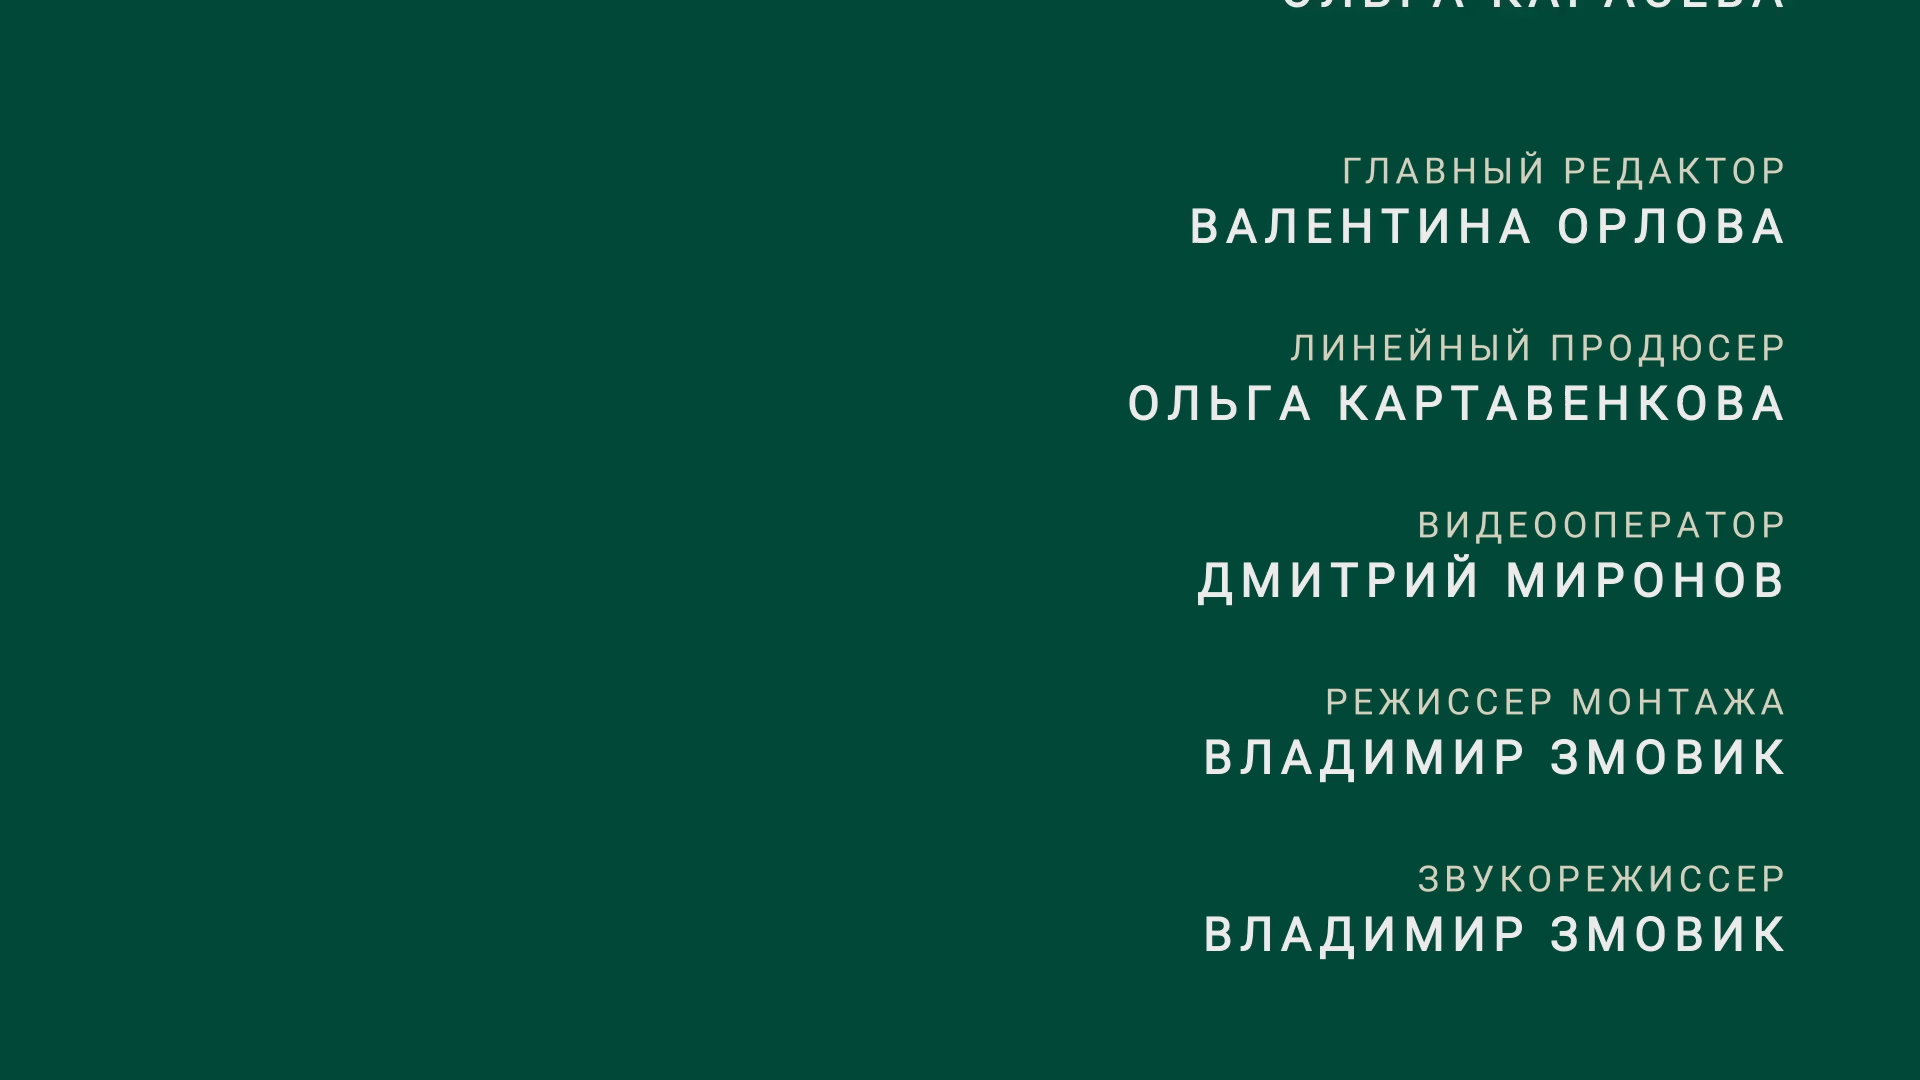 ГЛАВНЫЙ РЕДАКТОР
ВАЛЕНТИНА ОРЛОВА
ЛИНЕЙНЫЙ ПРОДЮСЕР
ОЛЬГА КАРТАВЕНКОВА
ВИДЕООПЕРАТОР
ДМИТРИЙ МИРОНОВ
РЕЖИССЕР МОНТАЖА
ВЛАДИМИР ЗМОВИК
ЗВУКОРЕЖИССЕР
ВЛАДИМИР ЗМОВИК